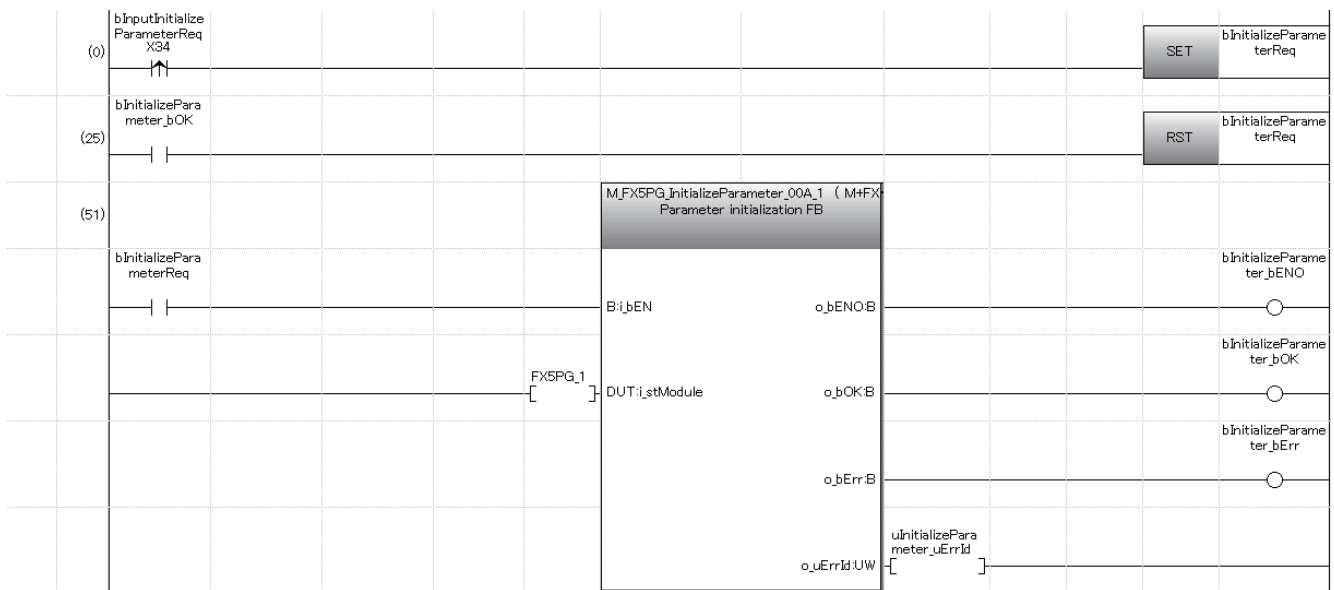 bInputInitialize
ParameterReq
X34
(0)
SET
bInitializeParame
terReq
bInitializePara
meter_bOK
(25)
RST
bInitializeParame
terReq
(51)
M_FX5PG_InitializeParameter_00A_1 ( M+FX
Parameter initialization FB
bInitializePara
meterReq
B:i_bEN
o_bENO:B
bInitializeParame
ter_bENO
FX5PG_1
DUT:i_stModule
o_bOK:B
bInitializeParame
ter_bOK
o_bErr:B
bInitializeParame
ter_bErr
o_uErrId:UW
uInitializePara
meter_uErrId